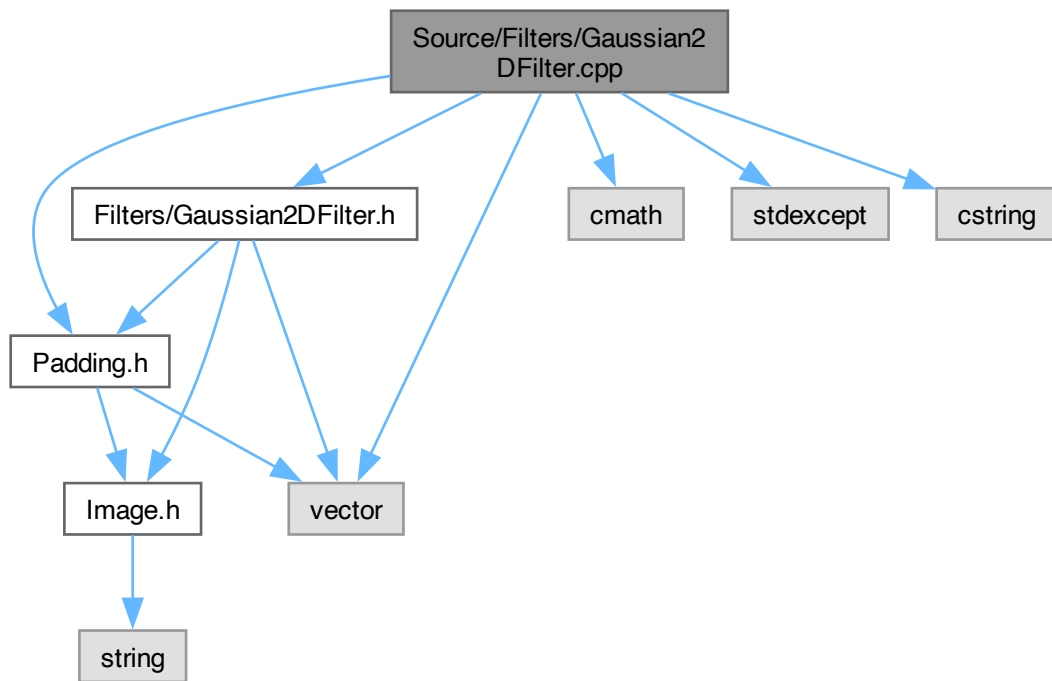 Source/Filters/Gaussian2
DFilter.cpp
Filters/Gaussian2DFilter.h
cmath
stdexcept
cstring
Padding.h
Image.h
vector
string